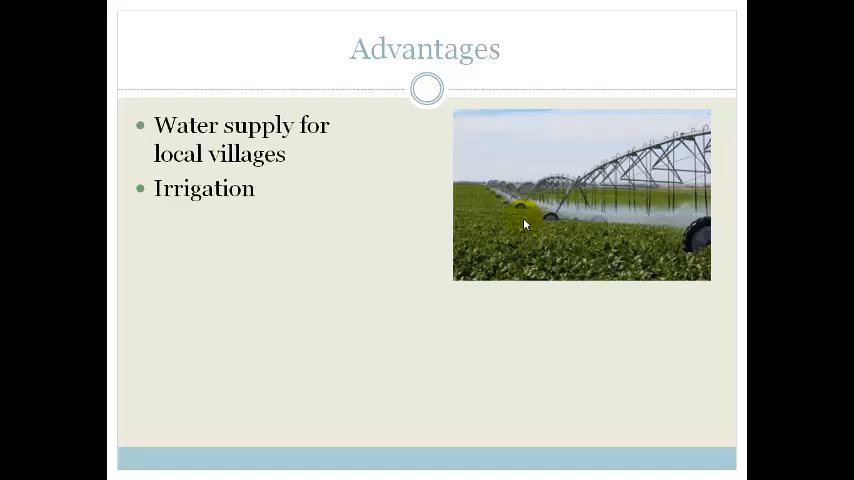 Advantages
Water supply for
local villages
Irrigation